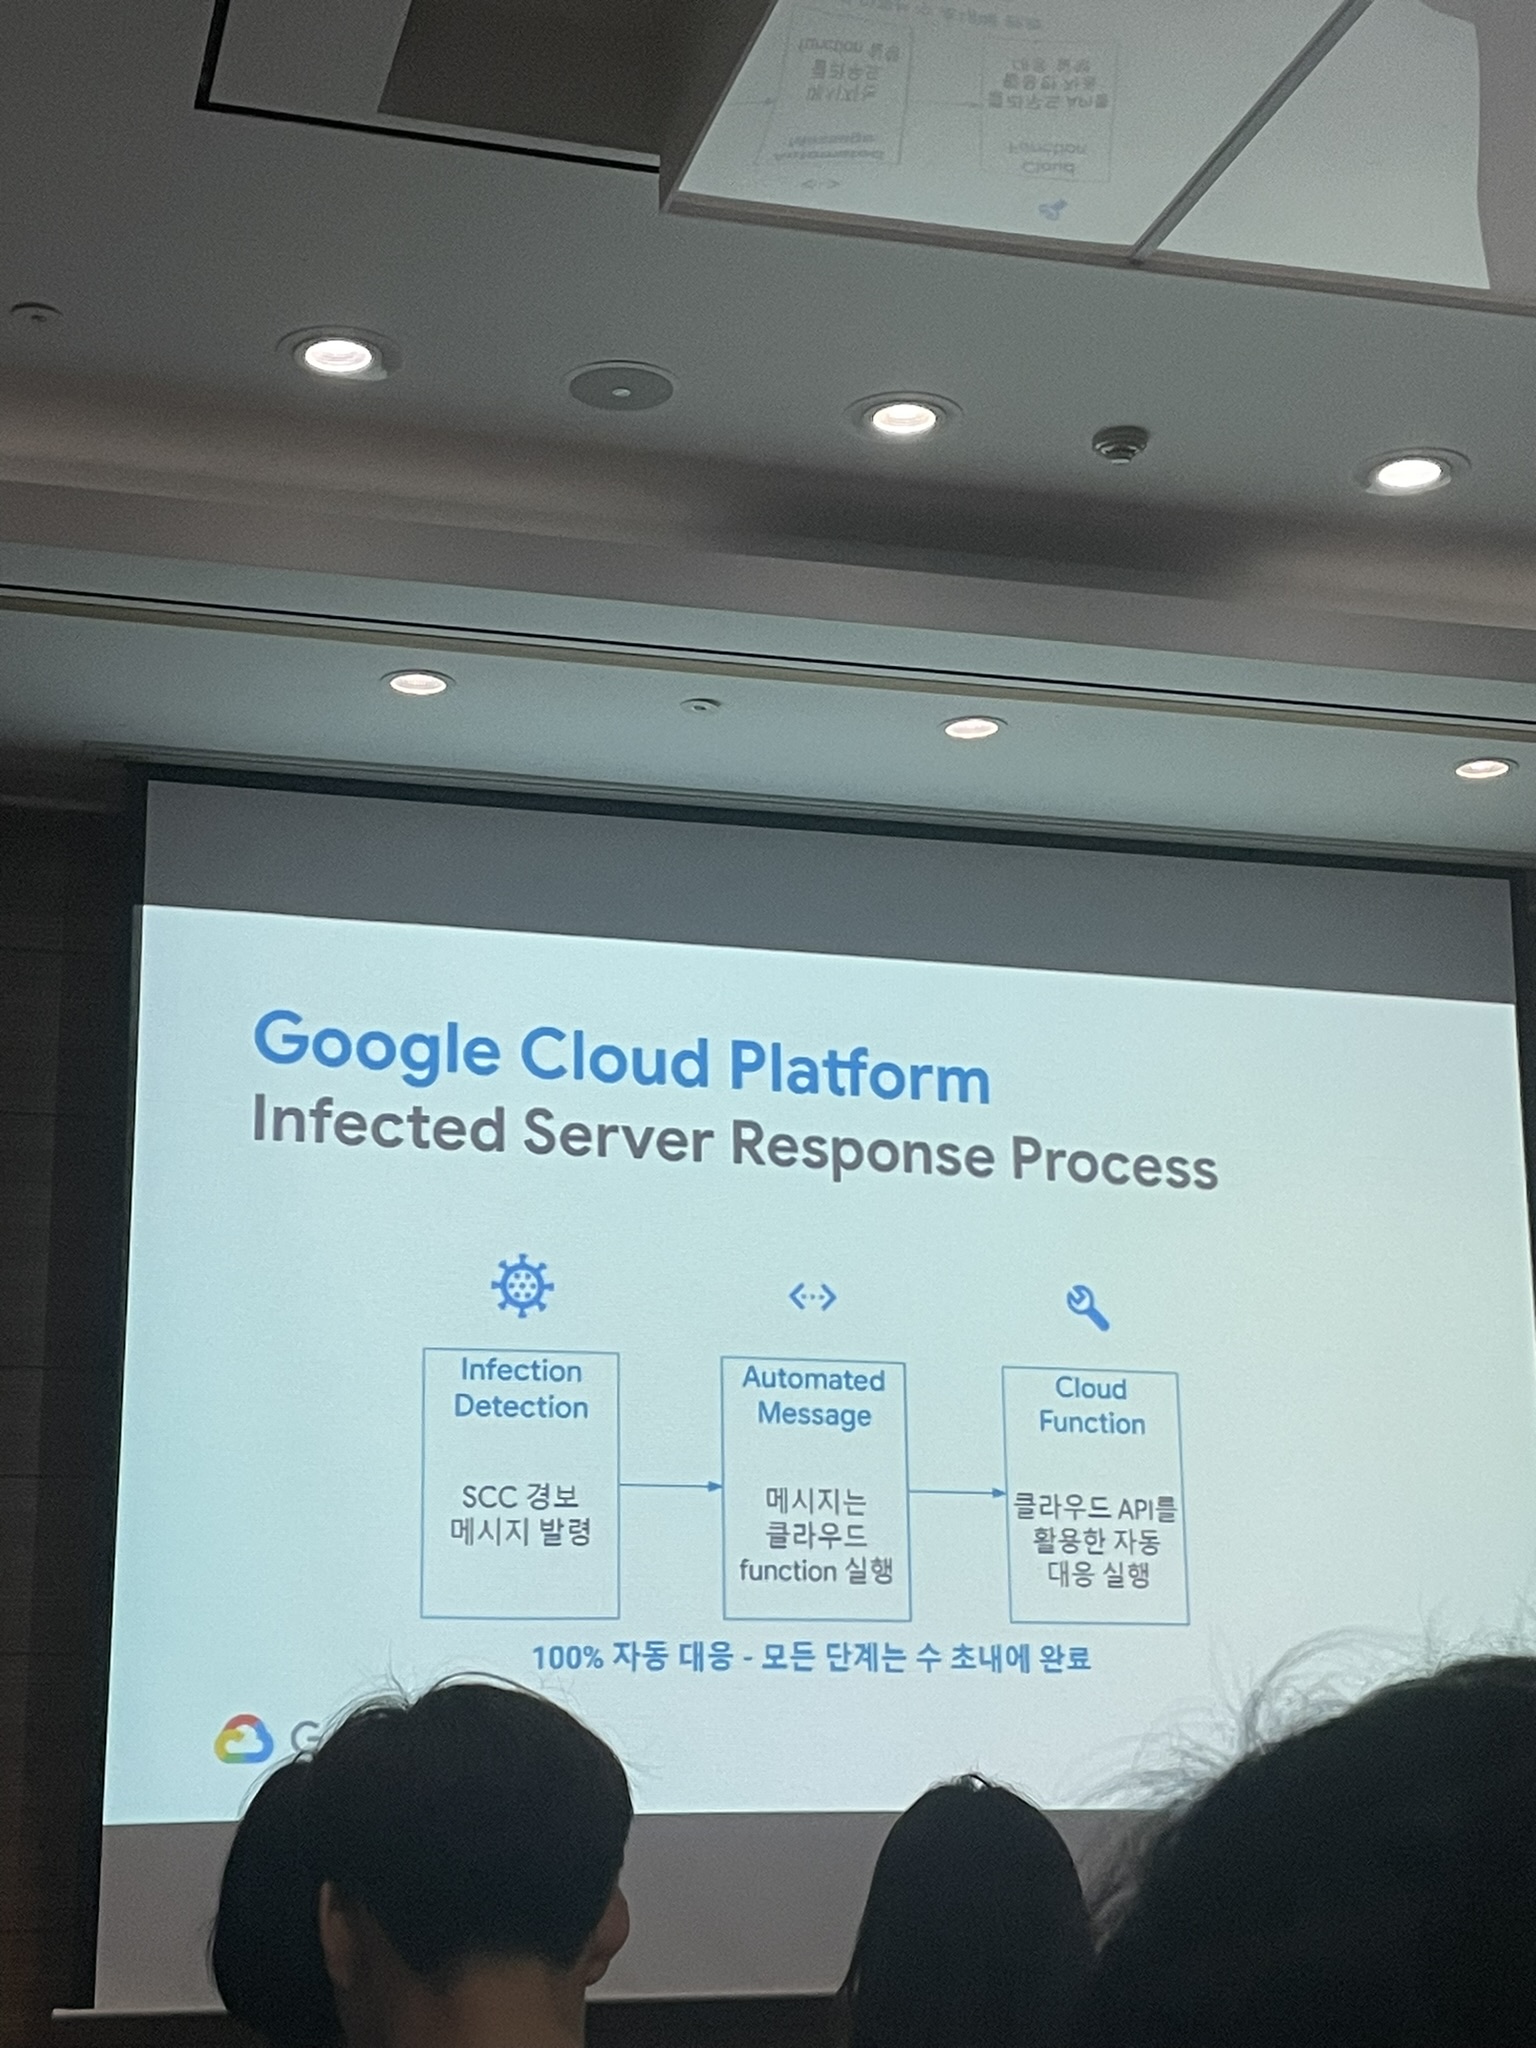 Google Cloud Platform
Infected Server Response Process
Infection
Detection
SCC 경보
메시지 발령
Automated
Message
메시지는
클라우드
function 실행
Cloud
Function
클라우드 API를
활용한 자동
대응 실행
100% 자동 대응 - 모든 단계는 수 초내에 완료